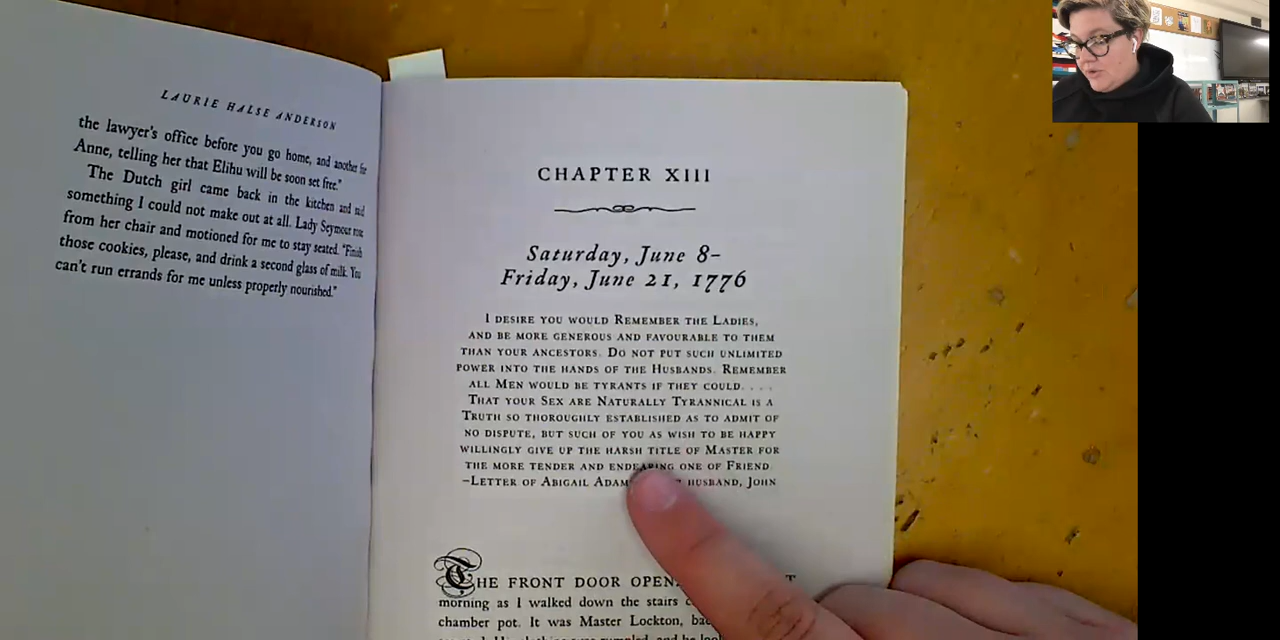 LAURIE HALSE ANDERSON
the lawyer's office before you go home, and another for
Anne, telling her that Elihu will be soon set free."
The Dutch girl came back in the kitchen and said
something I could not make out at all. Lady Seymour rose
from her chair and motioned for me to stay seated. "Finish
those cookies, please, and drink a second glass of milk. You
can't run errands for me unless properly nourished."
CHAPTER XIII
Saturday, June 8–
Friday, June 21, 1776
I DESIRE YOU WOULD REMEMBER THE LADIES,
AND BE MORE GENEROUS AND FAVOURABLE TO THEM
THAN YOUR ANCESTORS. DO NOT PUT SUCH UNLIMITED
POWER INTO THE HANDS OF THE HUSBANDS. REMEMBER
ALL MEN WOULD BE TYRANTS IF THEY COULD. . . .
THAT YOUR SEX ARE NATURALLY TYRANNICAL IS A
TRUTH SO THOROUGHLY ESTABLISHED AS TO ADMIT OF
NO DISPUTE, BUT SUCH OF YOU AS WISH TO BE HAPPY
WILLINGLY GIVE UP THE HARSH TITLE OF MASTER FOR
THE MORE TENDER AND ENDEARING ONE OF FRIEND.
–LETTER OF ABIGAIL HUSBAND, JOHN
THE FRONT DOOR
morning as I walked down the stairs
chamber pot. It was Master Lockton,